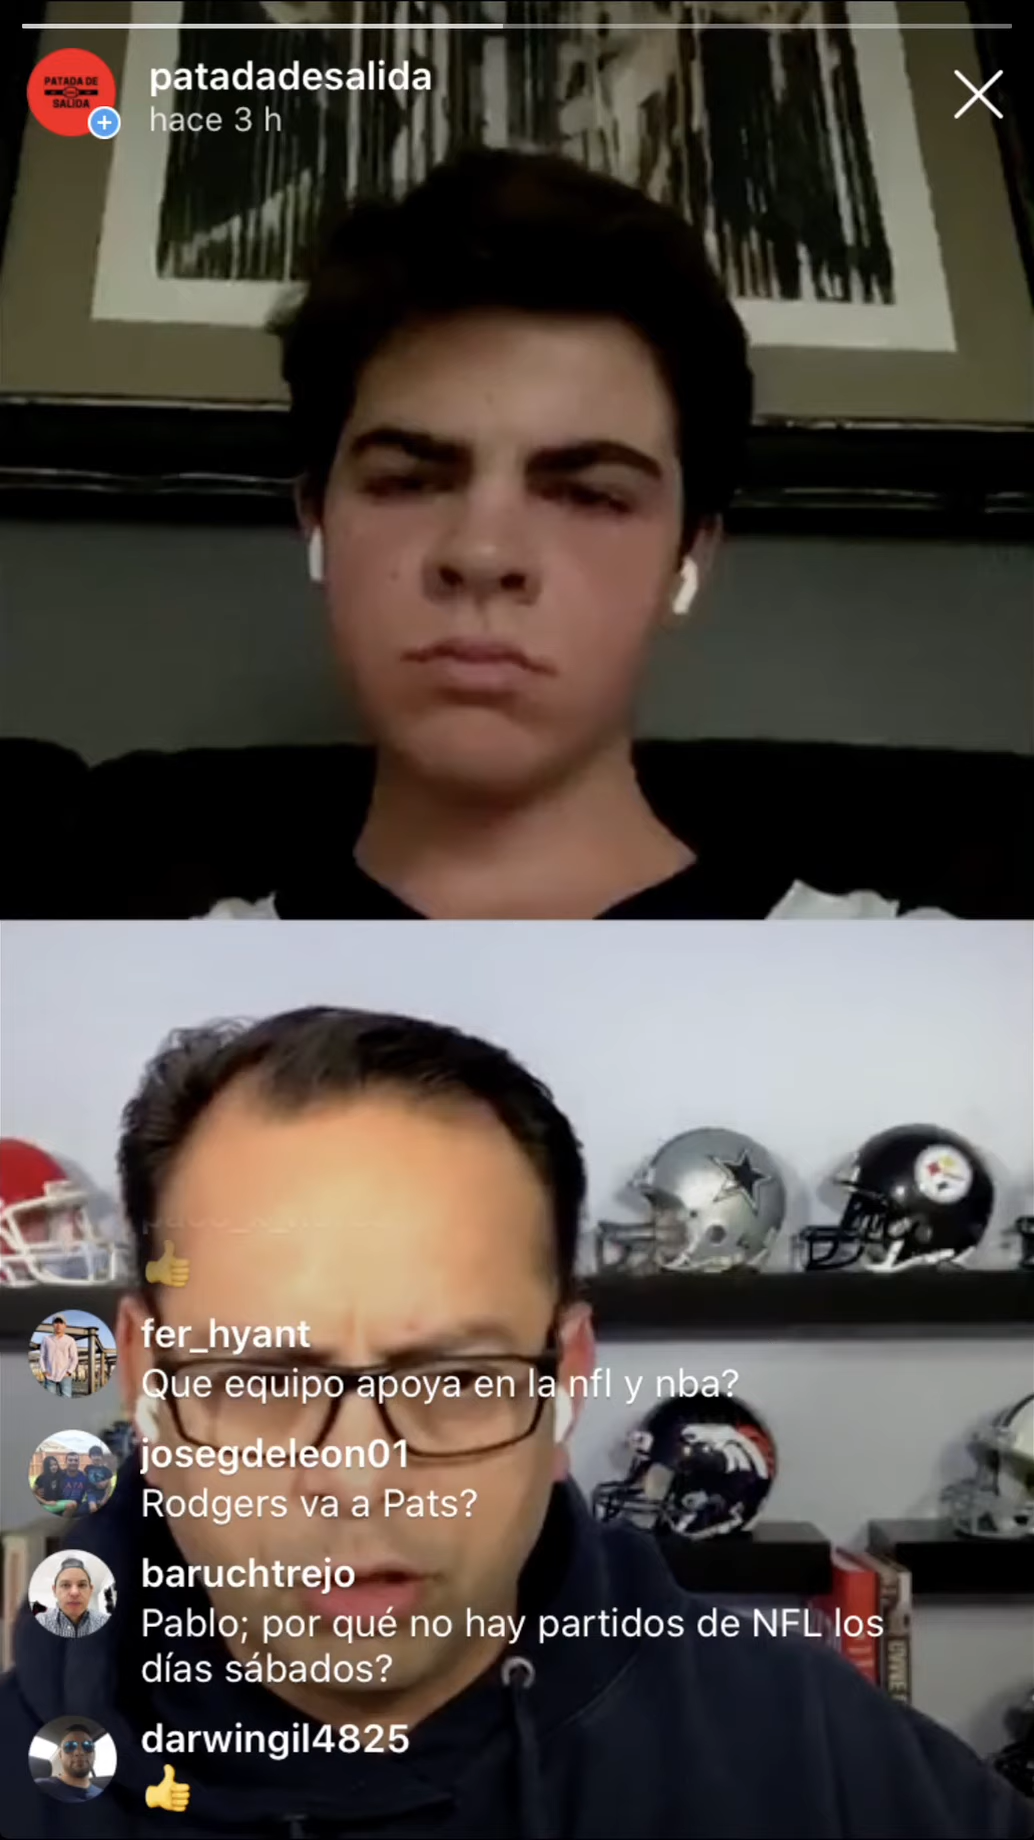 PATADA DE
SALIDA
patadadesalida
hace 3 h
👍
fer_hyant
Que equipo apoya en la nfl y nba?
josegdeleon01
Rodgers va a Pats?
baruchtrejo
Pablo; por qué no hay partidos de NFL los
días sábados?
darwingil4825
👍